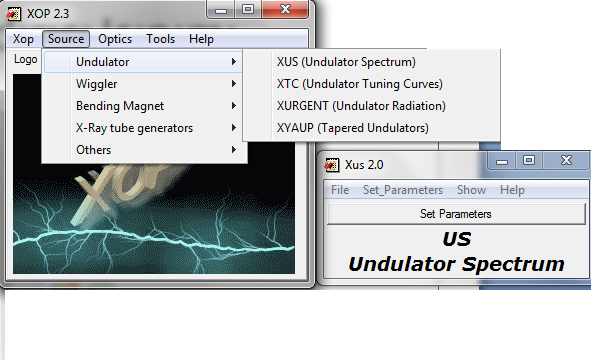 XOP 2.3
Xop Source Optics Tools Help
Logo
Undulator
Wiggler
Bending Magnet
X-Ray tube generators
Others
XUS (Undulator Spectrum)
XTC (Undulator Tuning Curves)
XURGENT (Undulator Radiation)
XYAUP (Tapered Undulators)
XOP
Xus 2.0
File Set_Parameters Show Help
Set Parameters
US
Undulator Spectrum